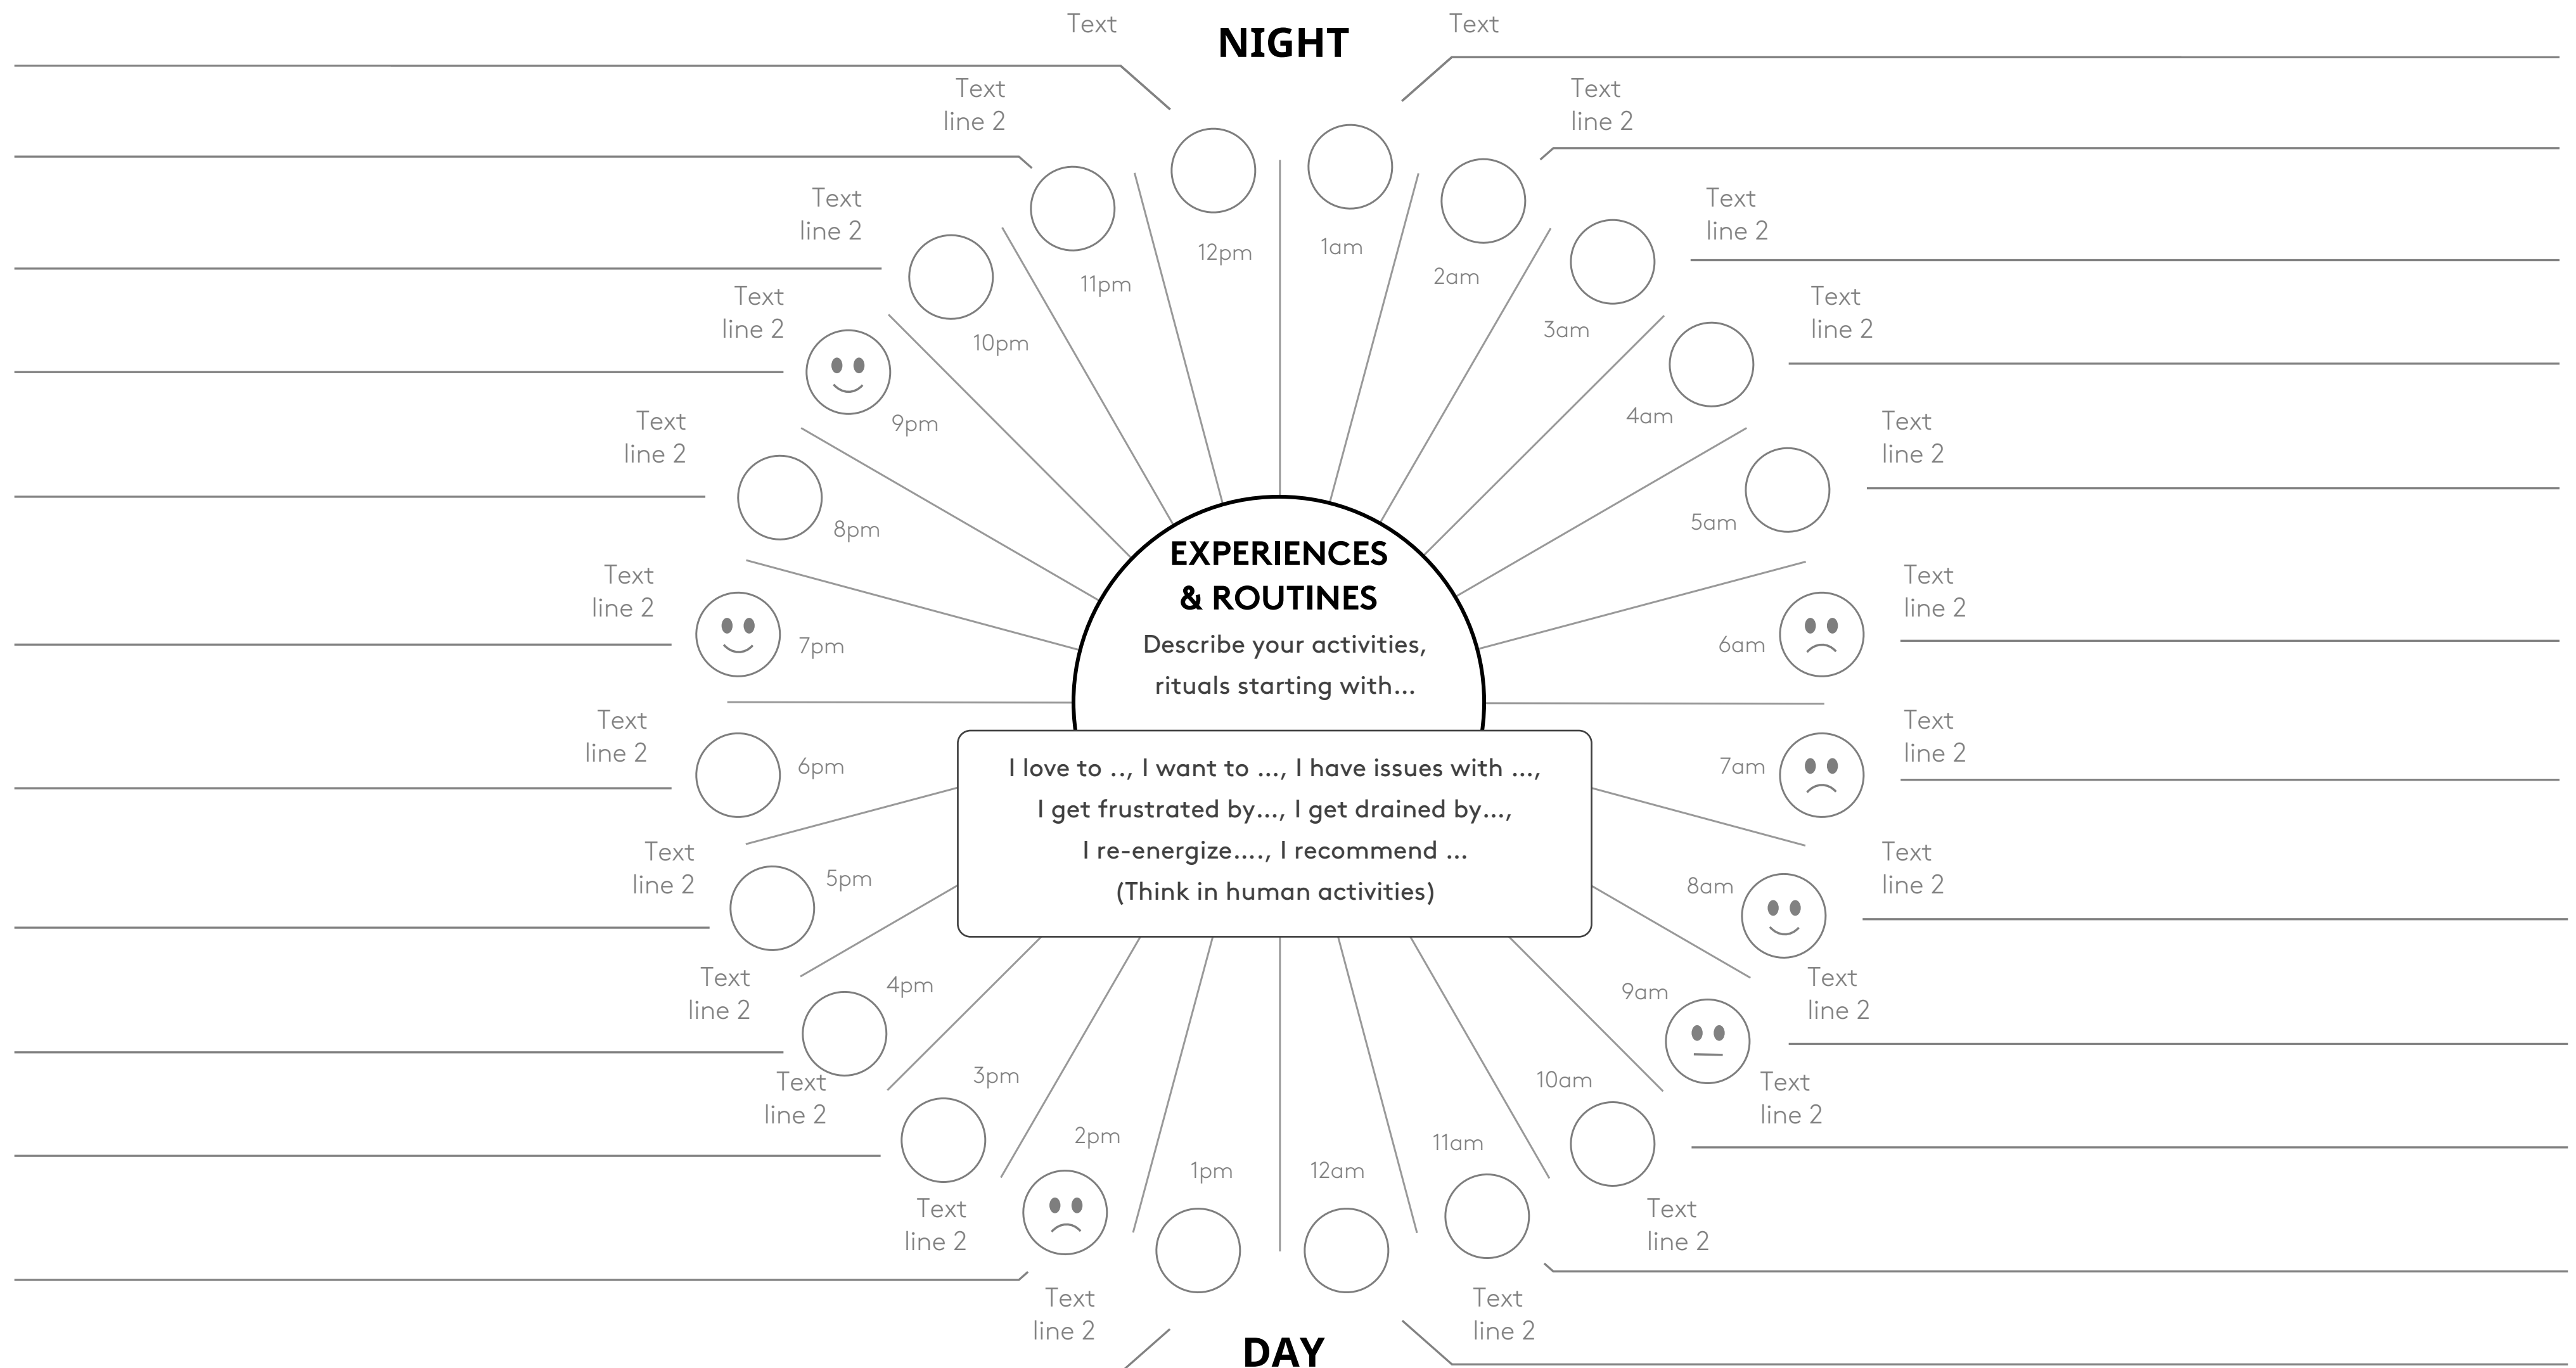 Text
NIGHT
Text
Text
line 2
Text
line 2
Text
line 2
Text
line 2
Text
line 2
Text
line 2
Text
line 2
Text
line 2
Text
line 2
Text
line 2
Text
line 2
Text
line 2
Text
line 2
Text
line 2
Text
line 2
Text
line 2
Text
line 2
Text
line 2
Text
line 2
Text
line 2
Text
line 2
Text
line 2
Text
line 2
Text
line 2
12pm
1am
2am
3am
4am
5am
6am
7am
8am
9am
10am
11am
12am
1pm
2pm
3pm
4pm
5pm
6pm
7pm
8pm
9pm
10pm
11pm
EXPERIENCES
& ROUTINES
Describe your activities,
rituals starting with...
I love to .., I want to ..., I have issues with ...,
I get frustrated by..., I get drained by...,
I re-energize...., I recommend ...
(Think in human activities)
DAY